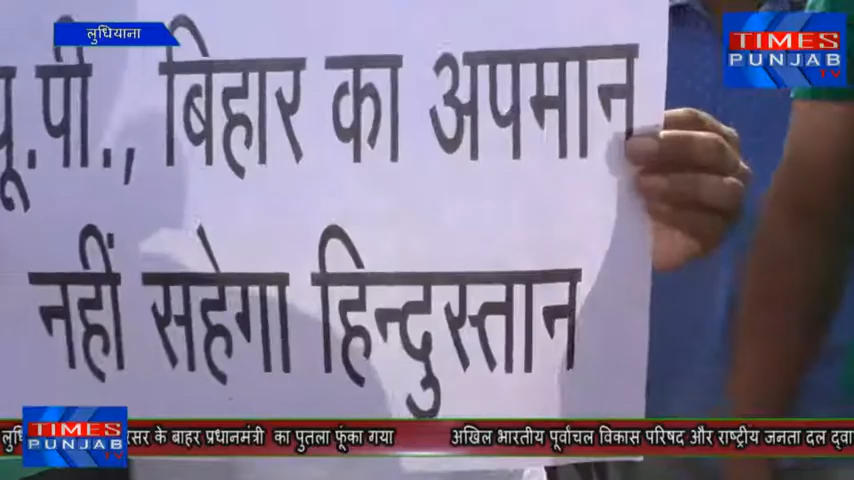 लुधियाना
TIMES
PUNJAB
TV
यू.पी., बिहार का अपमान
नहीं सहेगा हिन्दुस्तान
TIMES
PUNJAB
TV
के बाहर प्रधानमंत्री का पुतला फूंका गया अखिल भारतीय पूर्वांचल विकास परिषद और राष्ट्रीय जनता दल